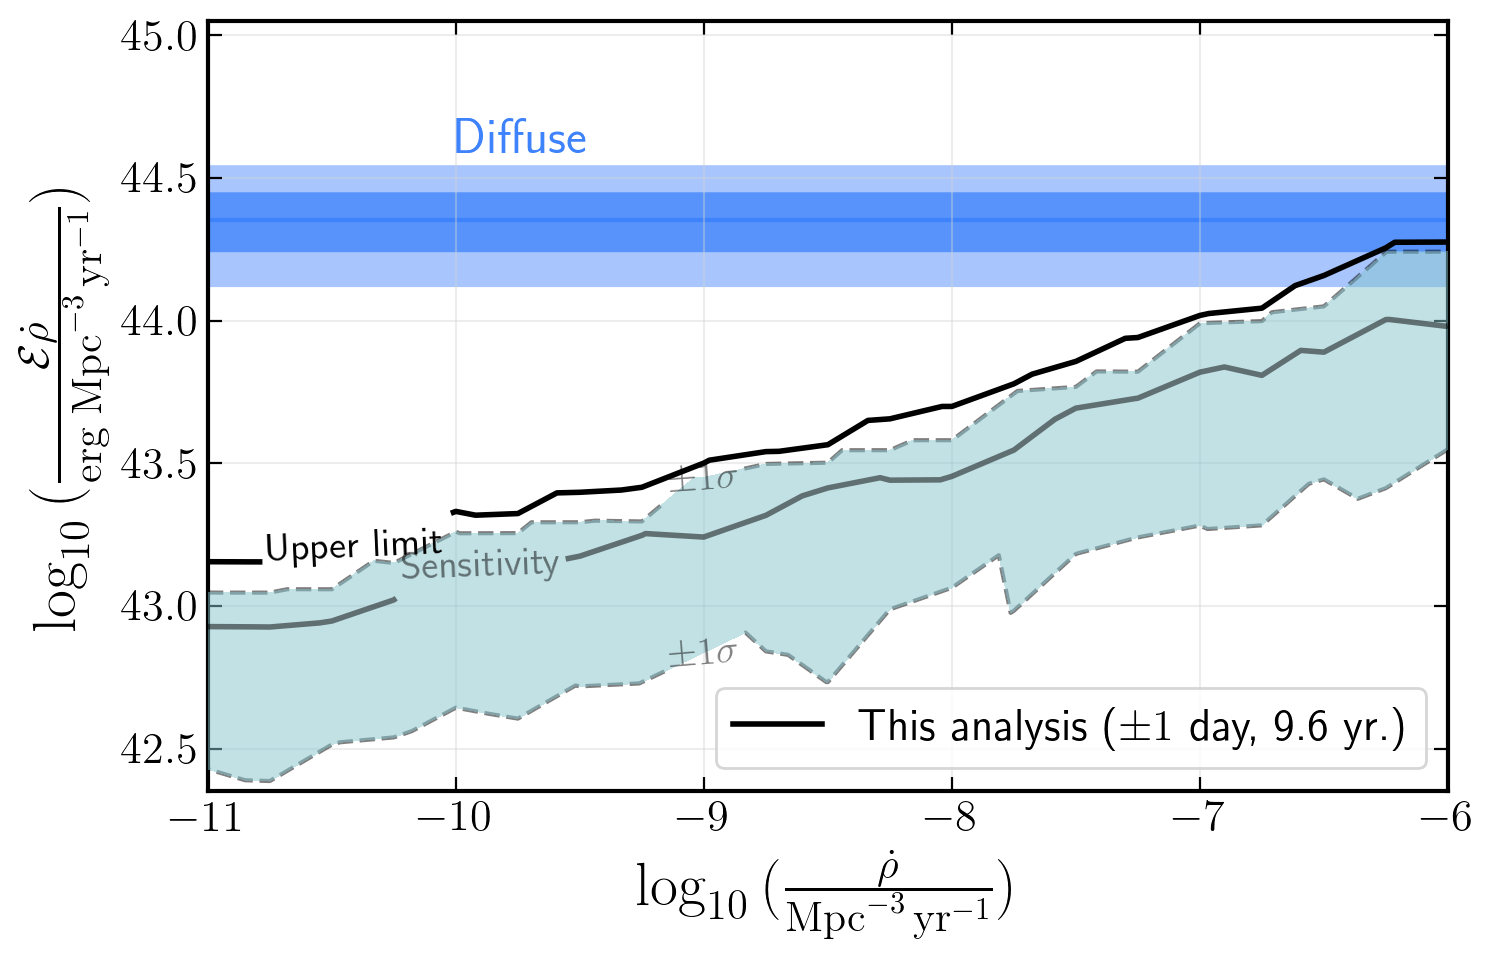 45.0
44.5
44.0
43.5
43.0
42.5
log₁₀ (ℰρ̇ / erg Mpc⁻³ yr⁻¹)
Diffuse
±1σ
Upper limit
Sensitivity
±1σ
This analysis (±1 day, 9.6 yr.)
−11 −10 −9 −8 −7 −6
log₁₀ (ρ̇ / Mpc⁻³ yr⁻¹)